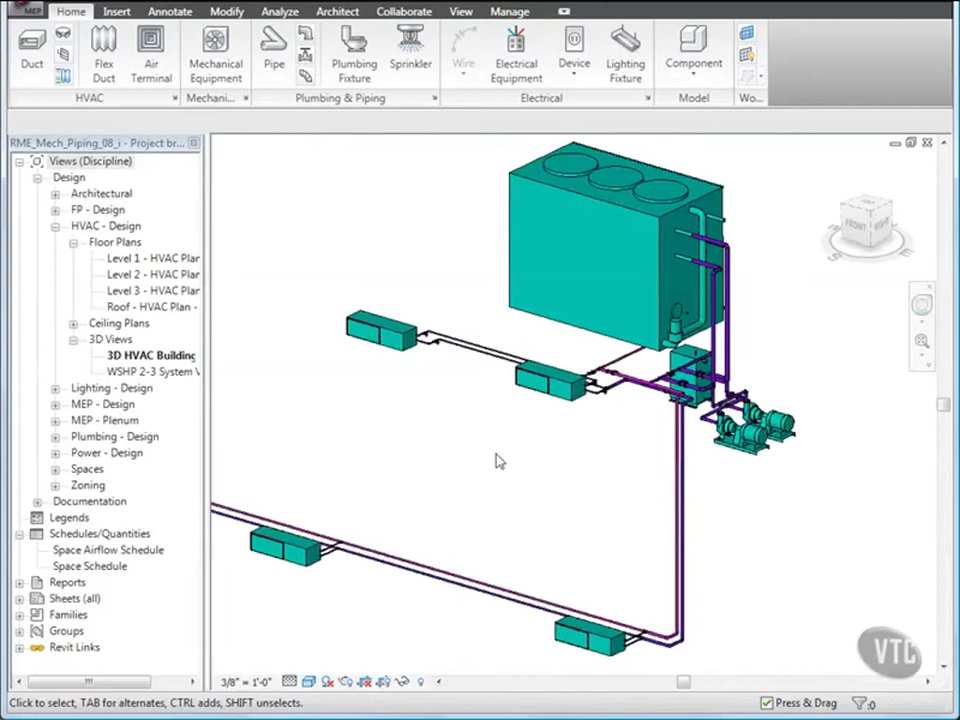 MEP Home Insert Annotate Modify Analyze Architect Collaborate View Manage
Duct Flex Duct Air Terminal Mechanical Equipment Pipe Plumbing Fixture Sprinkler Wire Electrical Equipment Device Lighting Fixture Component
HVAC Mechani... Plumbing & Piping Electrical Model Wo...
RME_Mech_Piping_08_i - Project br...
Views (Discipline)
Design
Architectural
FP - Design
HVAC - Design
Floor Plans
Level 1 - HVAC Plan
Level 2 - HVAC Plan
Level 3 - HVAC Plan
Roof - HVAC Plan -
Ceiling Plans
3D Views
3D HVAC Building
WSHP 2-3 System V
Lighting - Design
MEP - Design
MEP - Plenum
Plumbing - Design
Power - Design
Spaces
Zoning
Documentation
Legends
Schedules/Quantities
Space Airflow Schedule
Space Schedule
Reports
Sheets (all)
Families
Groups
Revit Links
FRONT RIGHT
VTC
3/8" = 1'-0"
Click to select, TAB for alternates, CTRL adds, SHIFT unselects. Press & Drag :0